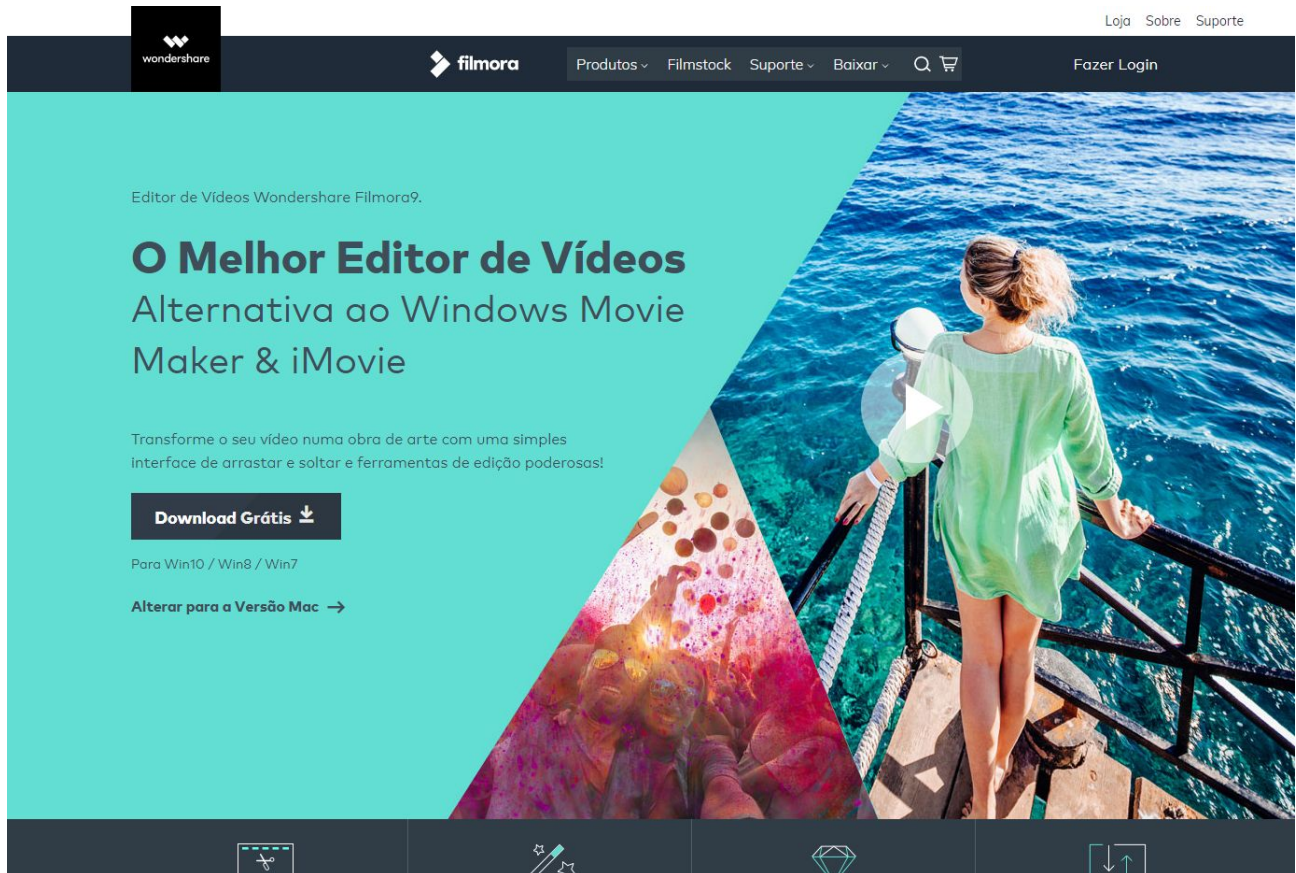 Loja Sobre Suporte
wondershare
filmora Produtos Filmstock Suporte Baixar Fazer Login
Editor de Vídeos Wondershare Filmora9.
O Melhor Editor de Vídeos
Alternativa ao Windows Movie
Maker & iMovie
Transforme o seu vídeo numa obra de arte com uma simples
interface de arrastar e soltar e ferramentas de edição poderosas!
Download Grátis
Para Win10 / Win8 / Win7
Alterar para a Versão Mac →